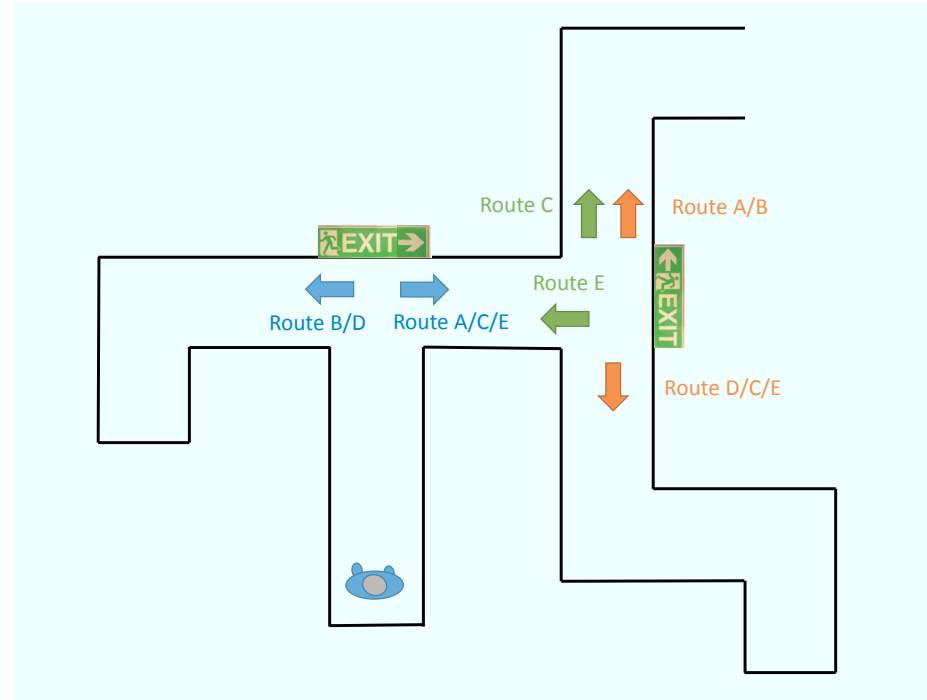 Route C
Route A/B
EXIT
Route E
EXIT
Route B/D
Route A/C/E
Route D/C/E